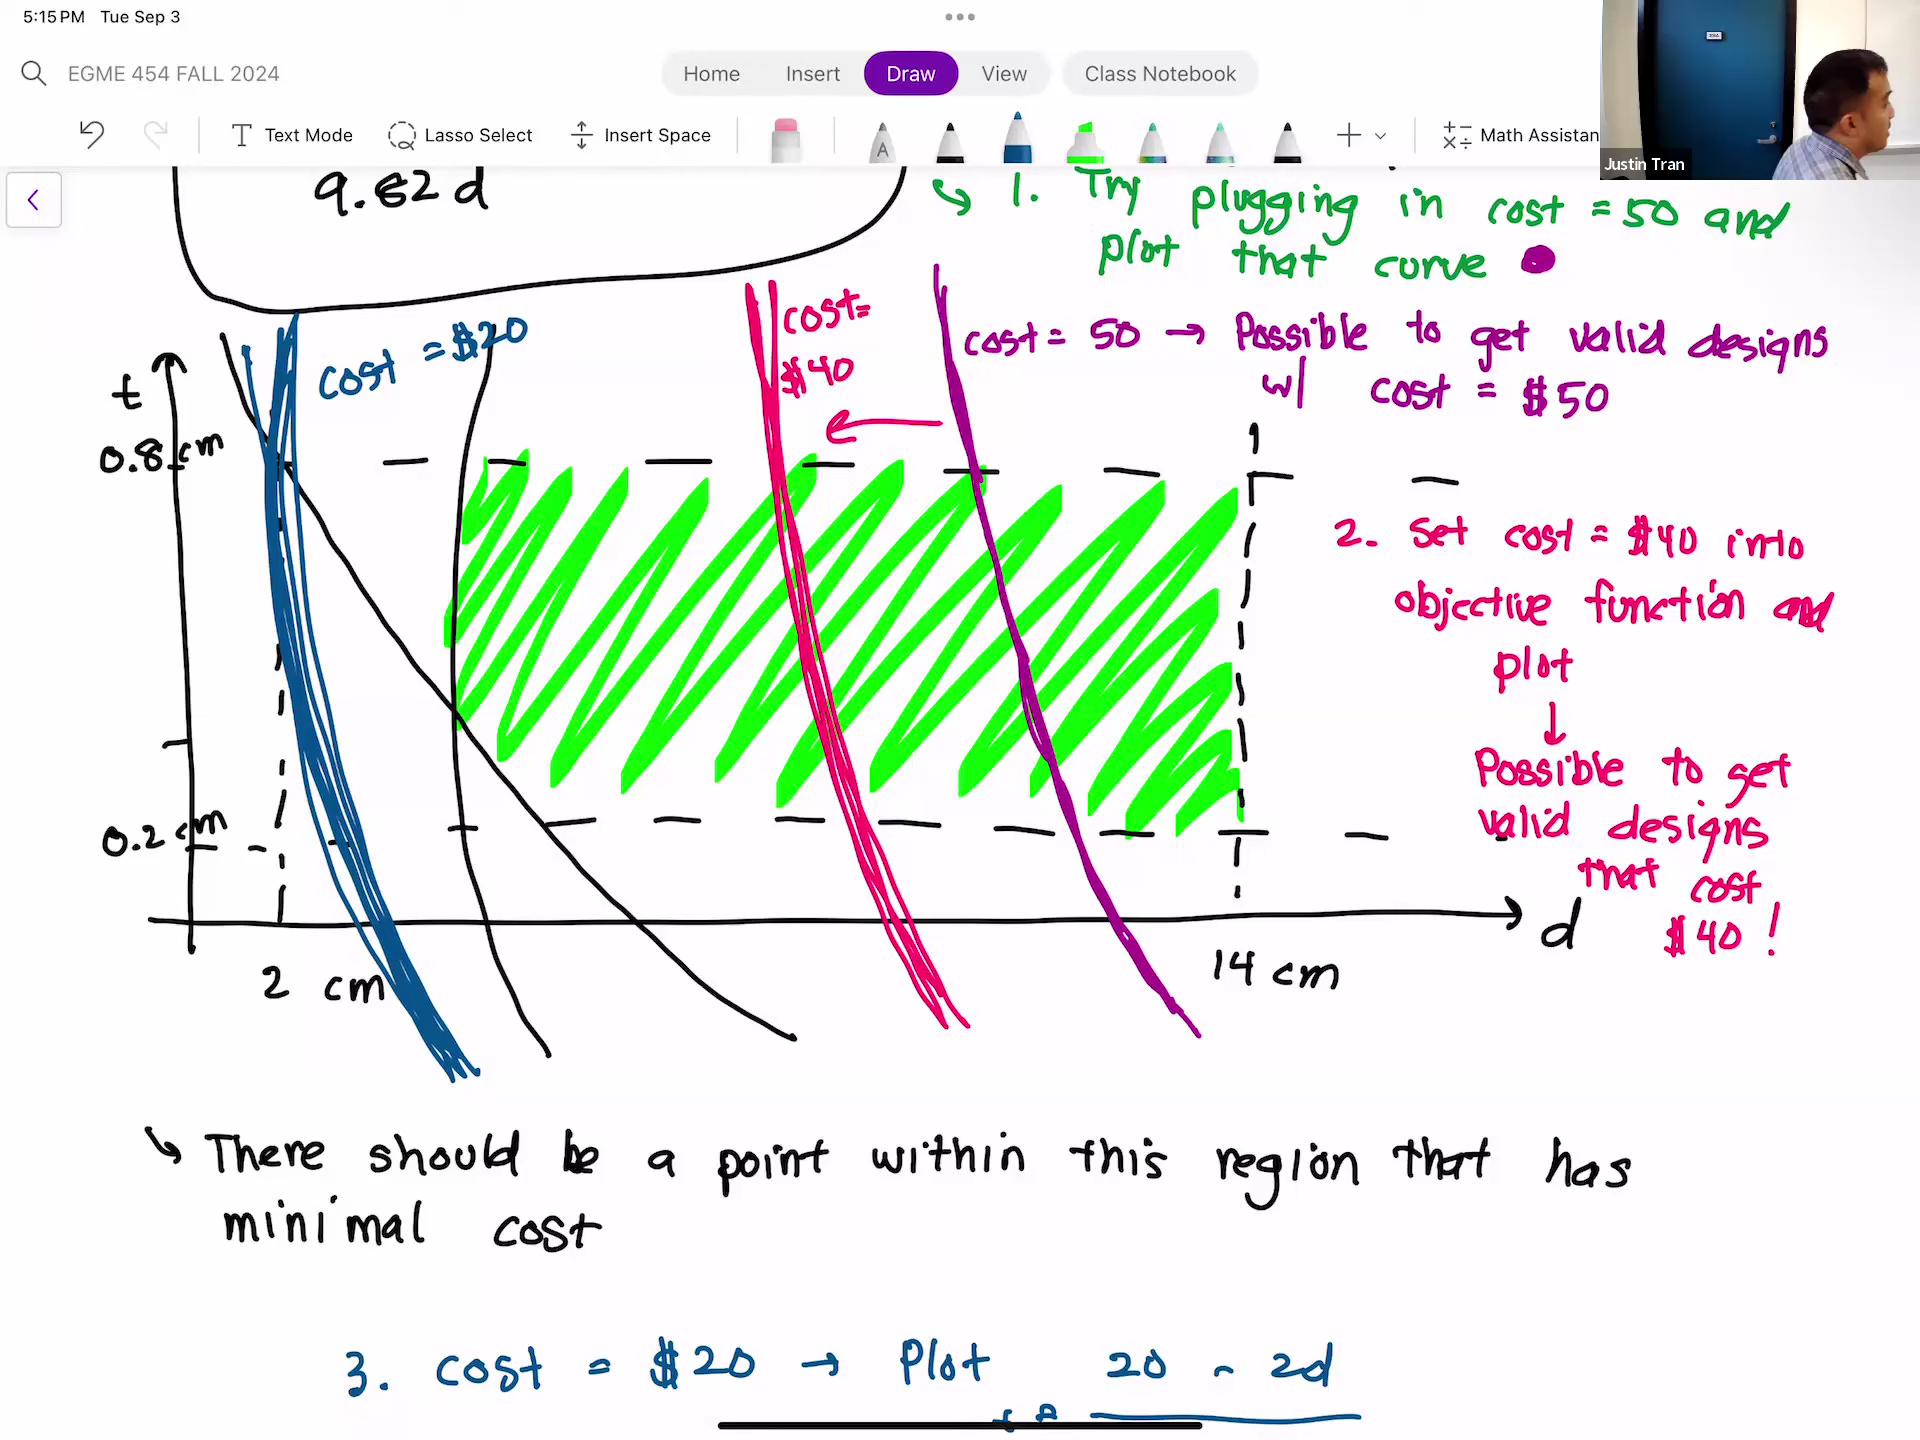 5:15 PM Tue Sep 3
EGME 454 FALL 2024
Home Insert Draw View Class Notebook
Text Mode Lasso Select Insert Space Math Assistan
Justin Tran
9.82 d
1. Try plugging in cost = 50 and
plot that curve
cost = $20
cost=
$40
cost = 50 → Possible to get valid designs
w/ cost = $50
t
0.8 cm
0.2 cm
2 cm
14 cm
d
2. Set cost = $40 into
objective function and
plot
↓
Possible to get
valid designs
that cost
$40 !
↳ There should be a point within this region that has
minimal cost
3. cost = $20 → Plot 20 - 2d